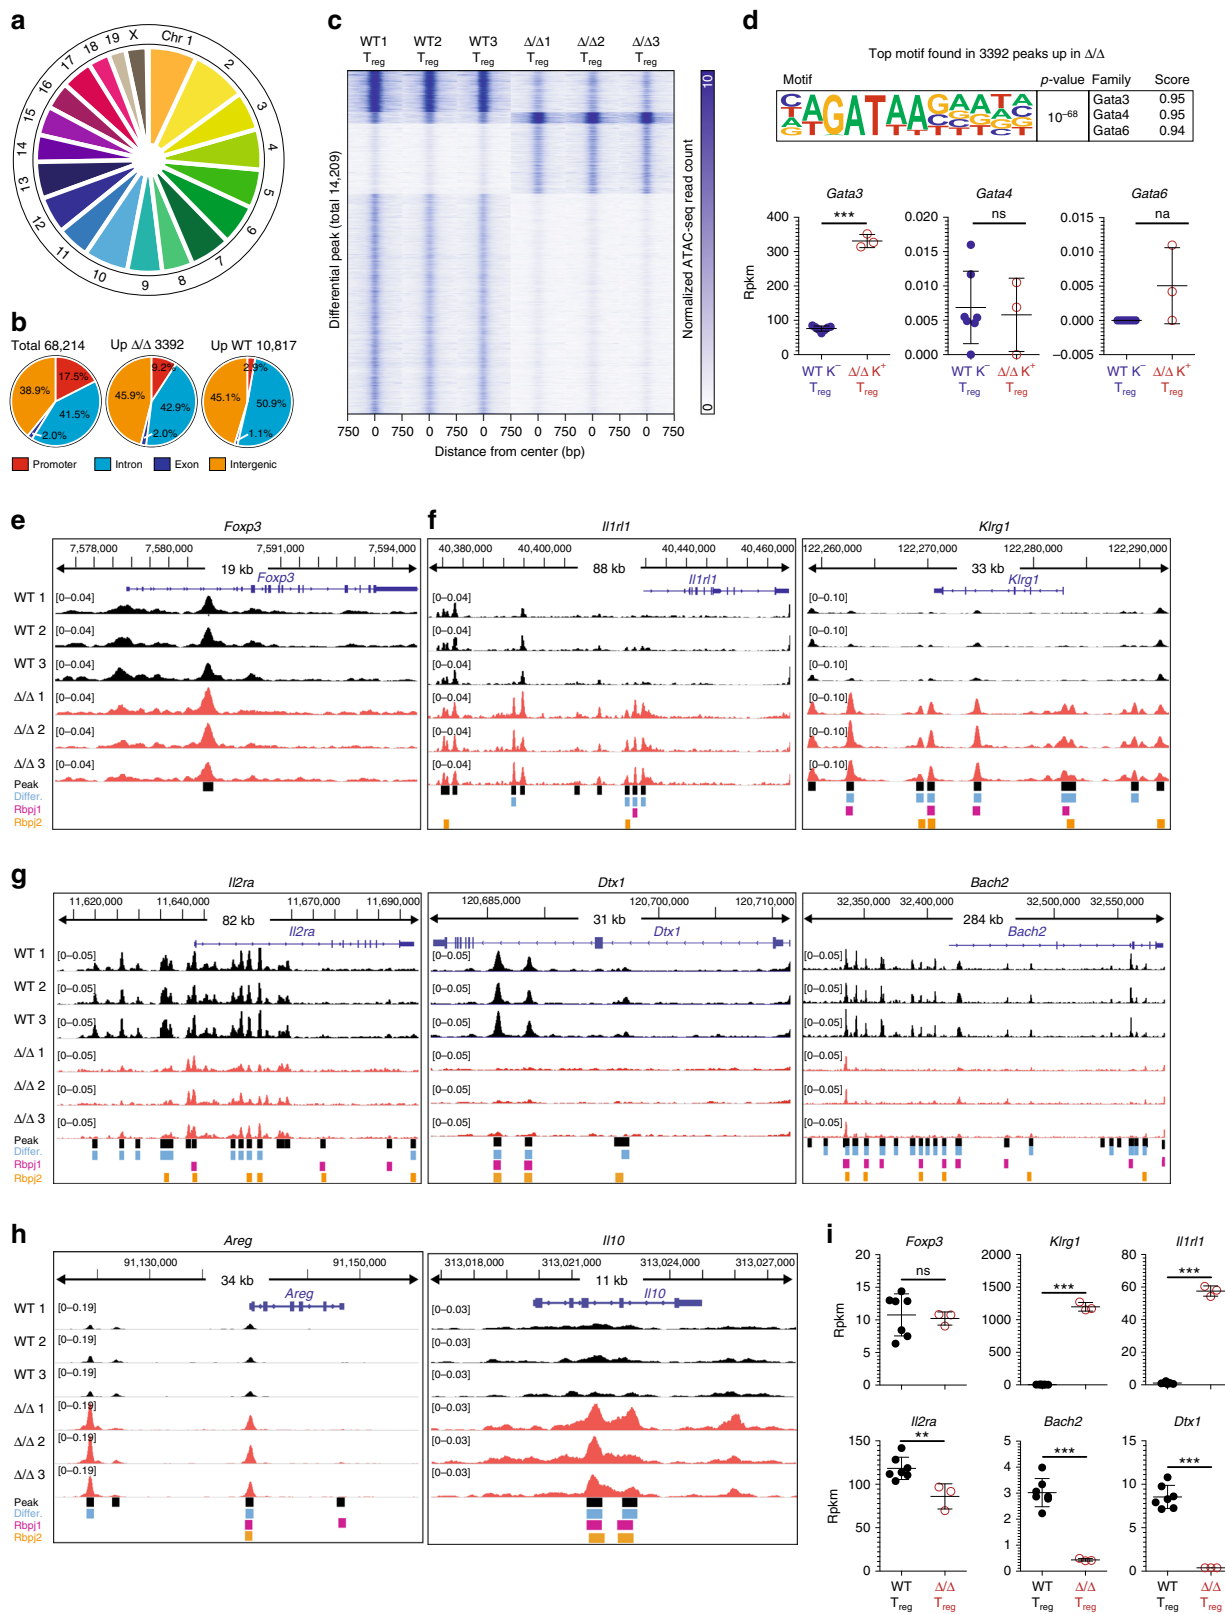 a
Chr 1
2
3
4
5
6
7
8
9
10
11
12
13
14
15
16
17
18
19
X
b
Total 68,214
Up Δ/Δ 3392
Up WT 10,817
17.5%
38.9%
41.5%
2.0%
9.2%
45.9%
42.9%
2.0%
2.9%
45.1%
50.9%
1.1%
Promoter
Intron
Exon
Intergenic
c
WT1 WT2 WT3 Δ/Δ1 Δ/Δ2 Δ/Δ3
Treg Treg Treg Treg Treg Treg
Differential peak (total 14,209)
10
Normalized ATAC-seq read count
0
750 0 750 0 750 0 750 0 750 0 750 0 750
Distance from center (bp)
d
Top motif found in 3392 peaks up in Δ/Δ
Motif p-value Family Score
AGATAA
10−68
Gata3 0.95
Gata4 0.95
Gata6 0.94
Gata3
***
400
300
200
100
0
Rpkm
WT K− Δ/Δ K+
Treg Treg
Gata4
ns
0.020
0.015
0.010
0.005
0.000
WT K− Δ/Δ K+
Treg Treg
Gata6
na
0.015
0.010
0.005
0.000
−0.005
WT K− Δ/Δ K+
Treg Treg
e
Foxp3
7,578,000 7,580,000 7,591,000 7,594,000
19 kb
Foxp3
WT 1 [0–0.04]
WT 2 [0–0.04]
WT 3 [0–0.04]
Δ/Δ 1 [0–0.04]
Δ/Δ 2 [0–0.04]
Δ/Δ 3 [0–0.04]
Peak
Differ.
Rbpj1
Rbpj2
f
Il1rl1
40,380,000 40,400,000 40,440,000 40,460,000
88 kb
Il1rl1
[0–0.04]
[0–0.04]
[0–0.04]
[0–0.04]
[0–0.04]
[0–0.04]
Klrg1
122,260,000 122,270,000 122,280,000 122,290,000
33 kb
Klrg1
[0–0.10]
[0–0.10]
[0–0.10]
[0–0.10]
[0–0.10]
[0–0.10]
g
Il2ra
11,620,000 11,640,000 11,670,000 11,690,000
82 kb
Il2ra
WT 1 [0–0.05]
WT 2 [0–0.05]
WT 3 [0–0.05]
Δ/Δ 1 [0–0.05]
Δ/Δ 2 [0–0.05]
Δ/Δ 3 [0–0.05]
Peak
Differ.
Rbpj1
Rbpj2
Dtx1
120,685,000 120,700,000 120,710,000
31 kb
Dtx1
[0–0.05]
[0–0.05]
[0–0.05]
[0–0.05]
[0–0.05]
[0–0.05]
Bach2
32,350,000 32,400,000 32,500,000 32,550,000
284 kb
Bach2
[0–0.05]
[0–0.05]
[0–0.05]
[0–0.05]
[0–0.05]
[0–0.05]
h
Areg
91,130,000 91,150,000
34 kb
Areg
WT 1 [0–0.19]
WT 2 [0–0.19]
WT 3 [0–0.19]
Δ/Δ 1 [0–0.19]
Δ/Δ 2 [0–0.19]
Δ/Δ 3 [0–0.19]
Peak
Differ.
Rbpj1
Rbpj2
Il10
313,018,000 313,021,000 313,024,000 313,027,000
11 kb
Il10
[0–0.03]
[0–0.03]
[0–0.03]
[0–0.03]
[0–0.03]
[0–0.03]
i
Foxp3
ns
20
15
10
5
0
Rpkm
Klrg1
***
2000
1500
1000
500
0
Il1rl1
***
80
60
40
20
0
Il2ra
**
150
100
50
0
Rpkm
WT Δ/Δ
Treg Treg
Bach2
***
5
4
3
2
1
0
WT Δ/Δ
Treg Treg
Dtx1
***
15
10
5
0
WT Δ/Δ
Treg Treg